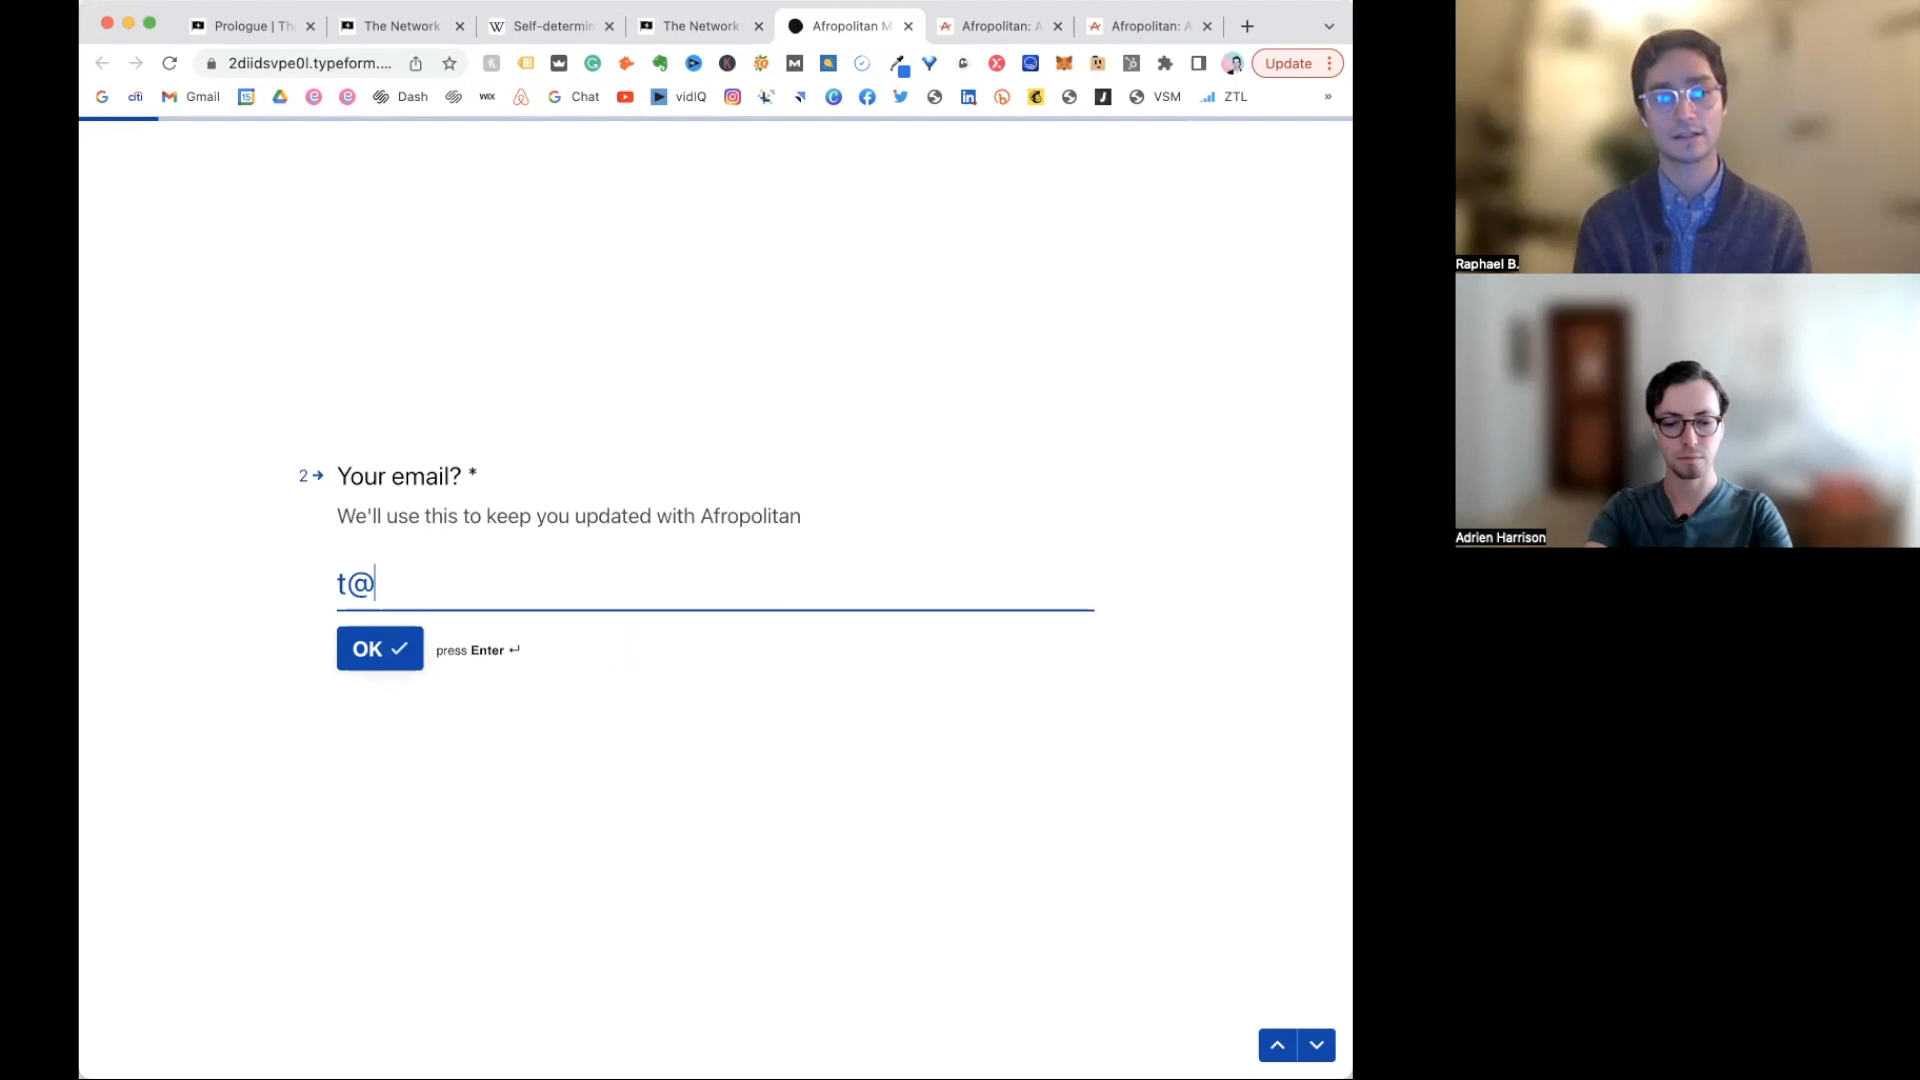 Prologue | Th
The Network
Self-determin
The Network
Afropolitan M
Afropolitan: A
Afropolitan: A
2diidsvpe0l.typeform....
Update
citi
Gmail
Dash
WIX
Chat
vidIQ
VSM
ZTL
»
2 → Your email? *
We'll use this to keep you updated with Afropolitan
t@
OK
press Enter ↵
Raphael B.
Adrien Harrison